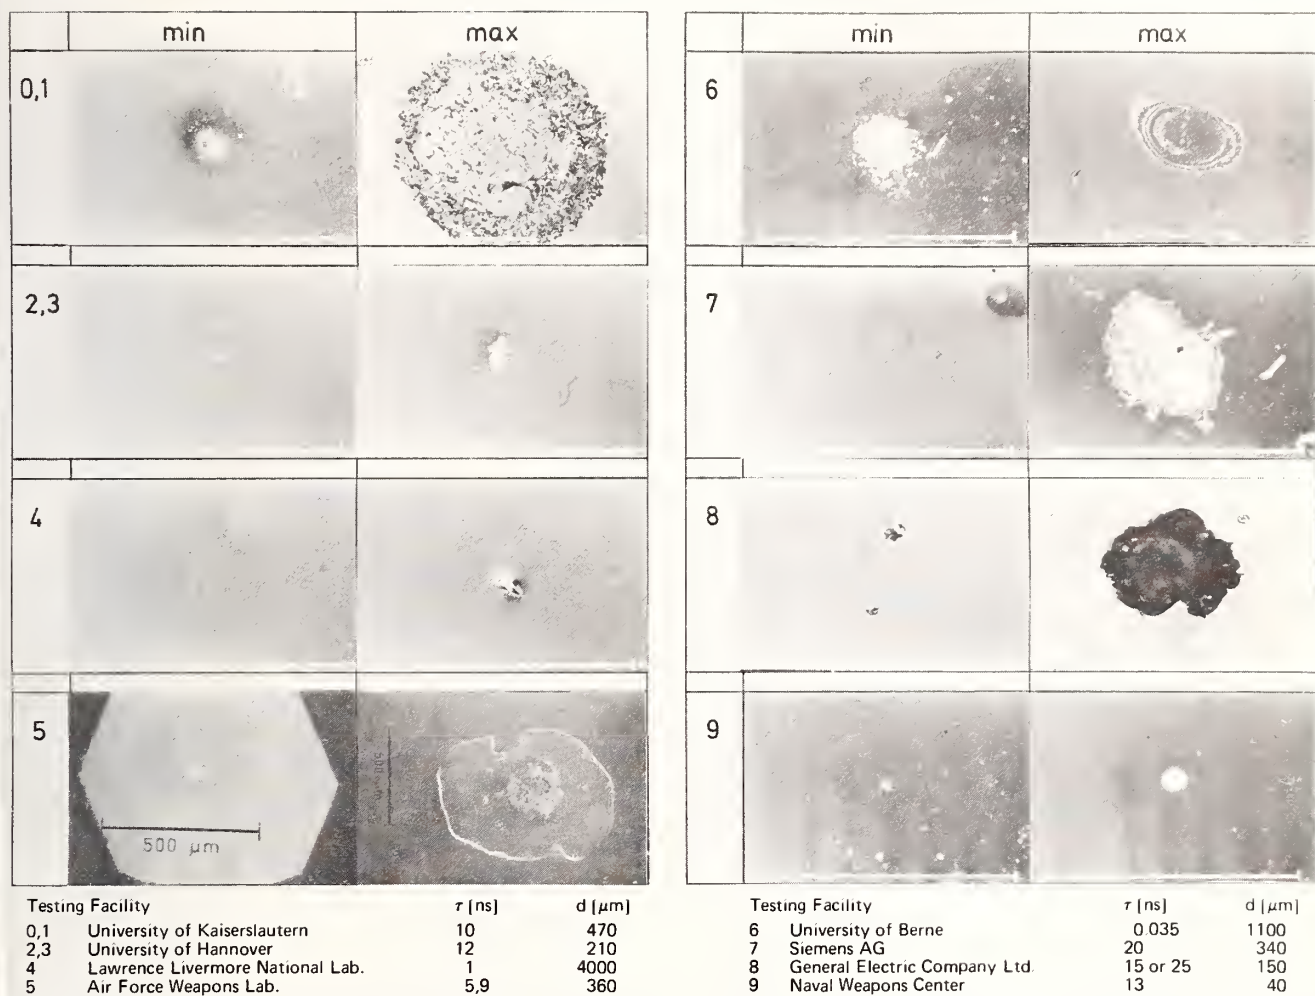 min max
0,1
2,3
4
5
500 µm
Testing Facility τ [ns] d [µm]
0,1 University of Kaiserslautern 10 470
2,3 University of Hannover 12 210
4 Lawrence Livermore National Lab. 1 4000
5 Air Force Weapons Lab. 5,9 360
min max
6
7
8
9
Testing Facility τ [ns] d [µm]
6 University of Berne 0.035 1100
7 Siemens AG 20 340
8 General Electric Company Ltd. 15 or 25 150
9 Naval Weapons Center 13 40